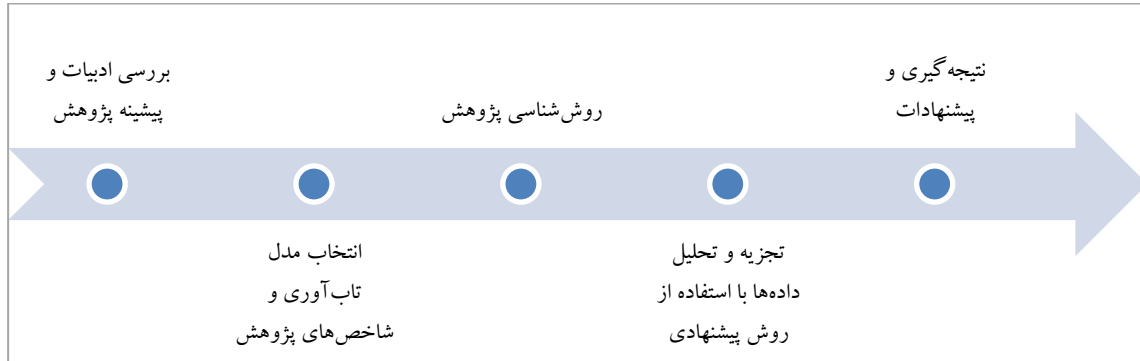 بررسی ادبیات و
پیشینه پژوهش
انتخاب مدل
تاب‌آوری و
شاخص‌های پژوهش
روش‌شناسی پژوهش
تجزیه و تحلیل
داده‌ها با استفاده از
روش پیشنهادی
نتیجه‌گیری و
پیشنهادات